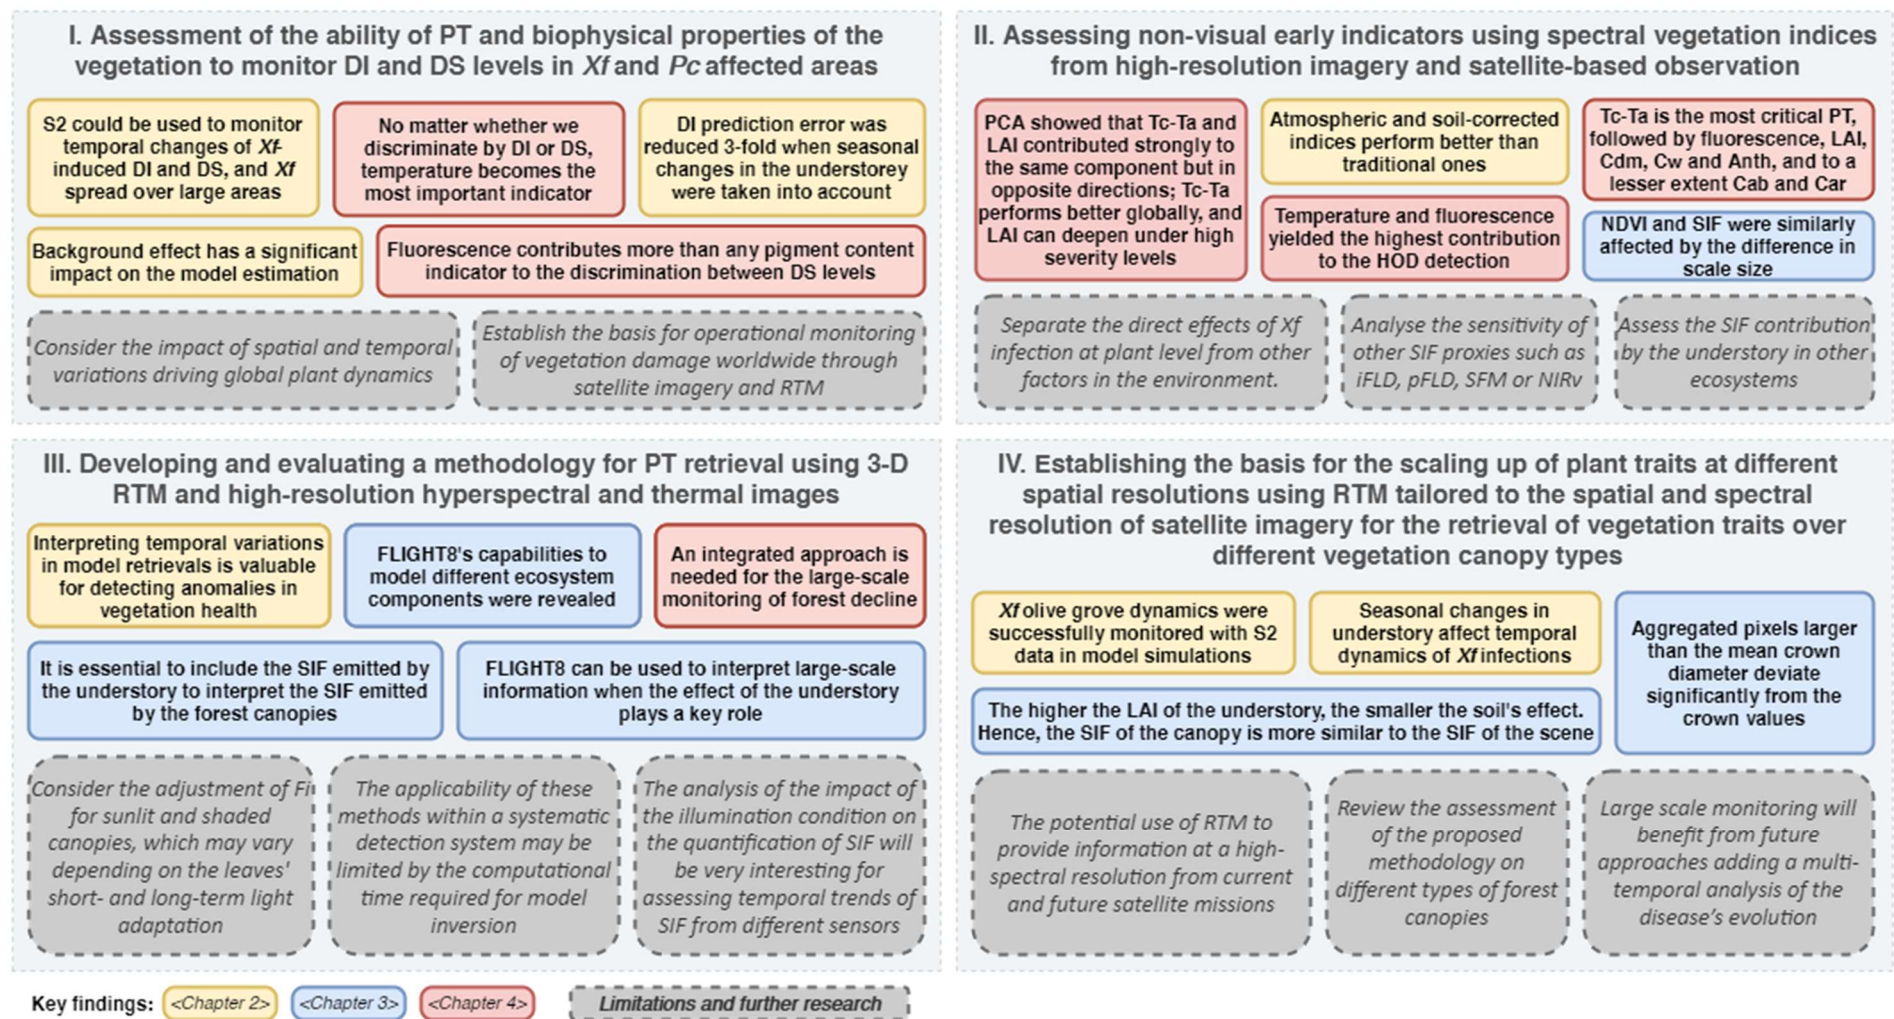 I. Assessment of the ability of PT and biophysical properties of the
vegetation to monitor DI and DS levels in Xf and Pc affected areas
S2 could be used to monitor
temporal changes of Xf-
induced DI and DS, and Xf
spread over large areas
No matter whether we
discriminate by DI or DS,
temperature becomes the
most important indicator
DI prediction error was
reduced 3-fold when seasonal
changes in the understorey
were taken into account
Background effect has a significant
impact on the model estimation
Fluorescence contributes more than any pigment content
indicator to the discrimination between DS levels
Consider the impact of spatial and temporal
variations driving global plant dynamics
Establish the basis for operational monitoring
of vegetation damage worldwide through
satellite imagery and RTM
II. Assessing non-visual early indicators using spectral vegetation indices
from high-resolution imagery and satellite-based observation
PCA showed that Tc-Ta and
LAI contributed strongly to
the same component but in
opposite directions; Tc-Ta
performs better globally, and
LAI can deepen under high
severity levels
Atmospheric and soil-corrected
indices perform better than
traditional ones
Tc-Ta is the most critical PT,
followed by fluorescence, LAI,
Cdm, Cw and Anth, and to a
lesser extent Cab and Car
Temperature and fluorescence
yielded the highest contribution
to the HOD detection
NDVI and SIF were similarly
affected by the difference in
scale size
Separate the direct effects of Xf
infection at plant level from other
factors in the environment.
Analyse the sensitivity of
other SIF proxies such as
iFLD, pFLD, SFM or NIRv
Assess the SIF contribution
by the understory in other
ecosystems
III. Developing and evaluating a methodology for PT retrieval using 3-D
RTM and high-resolution hyperspectral and thermal images
Interpreting temporal variations
in model retrievals is valuable
for detecting anomalies in
vegetation health
FLIGHT8's capabilities to
model different ecosystem
components were revealed
An integrated approach is
needed for the large-scale
monitoring of forest decline
It is essential to include the SIF emitted by
the understory to interpret the SIF emitted
by the forest canopies
FLIGHT8 can be used to interpret large-scale
information when the effect of the understory
plays a key role
Consider the adjustment of Fi
for sunlit and shaded
canopies, which may vary
depending on the leaves'
short- and long-term light
adaptation
The applicability of these
methods within a systematic
detection system may be
limited by the computational
time required for model
inversion
The analysis of the impact of
the illumination condition on
the quantification of SIF will
be very interesting for
assessing temporal trends of
SIF from different sensors
IV. Establishing the basis for the scaling up of plant traits at different
spatial resolutions using RTM tailored to the spatial and spectral
resolution of satellite imagery for the retrieval of vegetation traits over
different vegetation canopy types
Xf olive grove dynamics were
successfully monitored with S2
data in model simulations
Seasonal changes in
understory affect temporal
dynamics of Xf infections
Aggregated pixels larger
than the mean crown
diameter deviate
significantly from the
crown values
The higher the LAI of the understory, the smaller the soil's effect.
Hence, the SIF of the canopy is more similar to the SIF of the scene
The potential use of RTM to
provide information at a high-
spectral resolution from current
and future satellite missions
Review the assessment
of the proposed
methodology on
different types of forest
canopies
Large scale monitoring will
benefit from future
approaches adding a multi-
temporal analysis of the
disease's evolution
Key findings: <Chapter 2> <Chapter 3> <Chapter 4> Limitations and further research